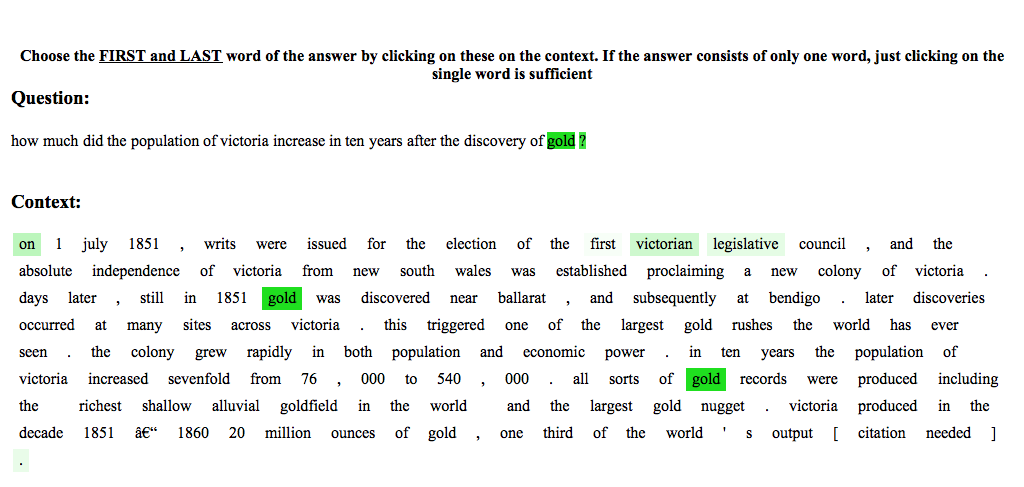 Choose the FIRST and LAST word of the answer by clicking on these on the context. If the answer consists of only one word, just clicking on the
single word is sufficient
Question:
how much did the population of victoria increase in ten years after the discovery of gold ?
Context:
on 1 july 1851 , writs were issued for the election of the first victorian legislative council , and the
absolute independence of victoria from new south wales was established proclaiming a new colony of victoria .
days later , still in 1851 gold was discovered near ballarat , and subsequently at bendigo . later discoveries
occurred at many sites across victoria . this triggered one of the largest gold rushes the world has ever
seen . the colony grew rapidly in both population and economic power . in ten years the population of
victoria increased sevenfold from 76 , 000 to 540 , 000 . all sorts of gold records were produced including
the richest shallow alluvial goldfield in the world and the largest gold nugget . victoria produced in the
decade 1851 â€“ 1860 20 million ounces of gold , one third of the world ' s output [ citation needed ]
.